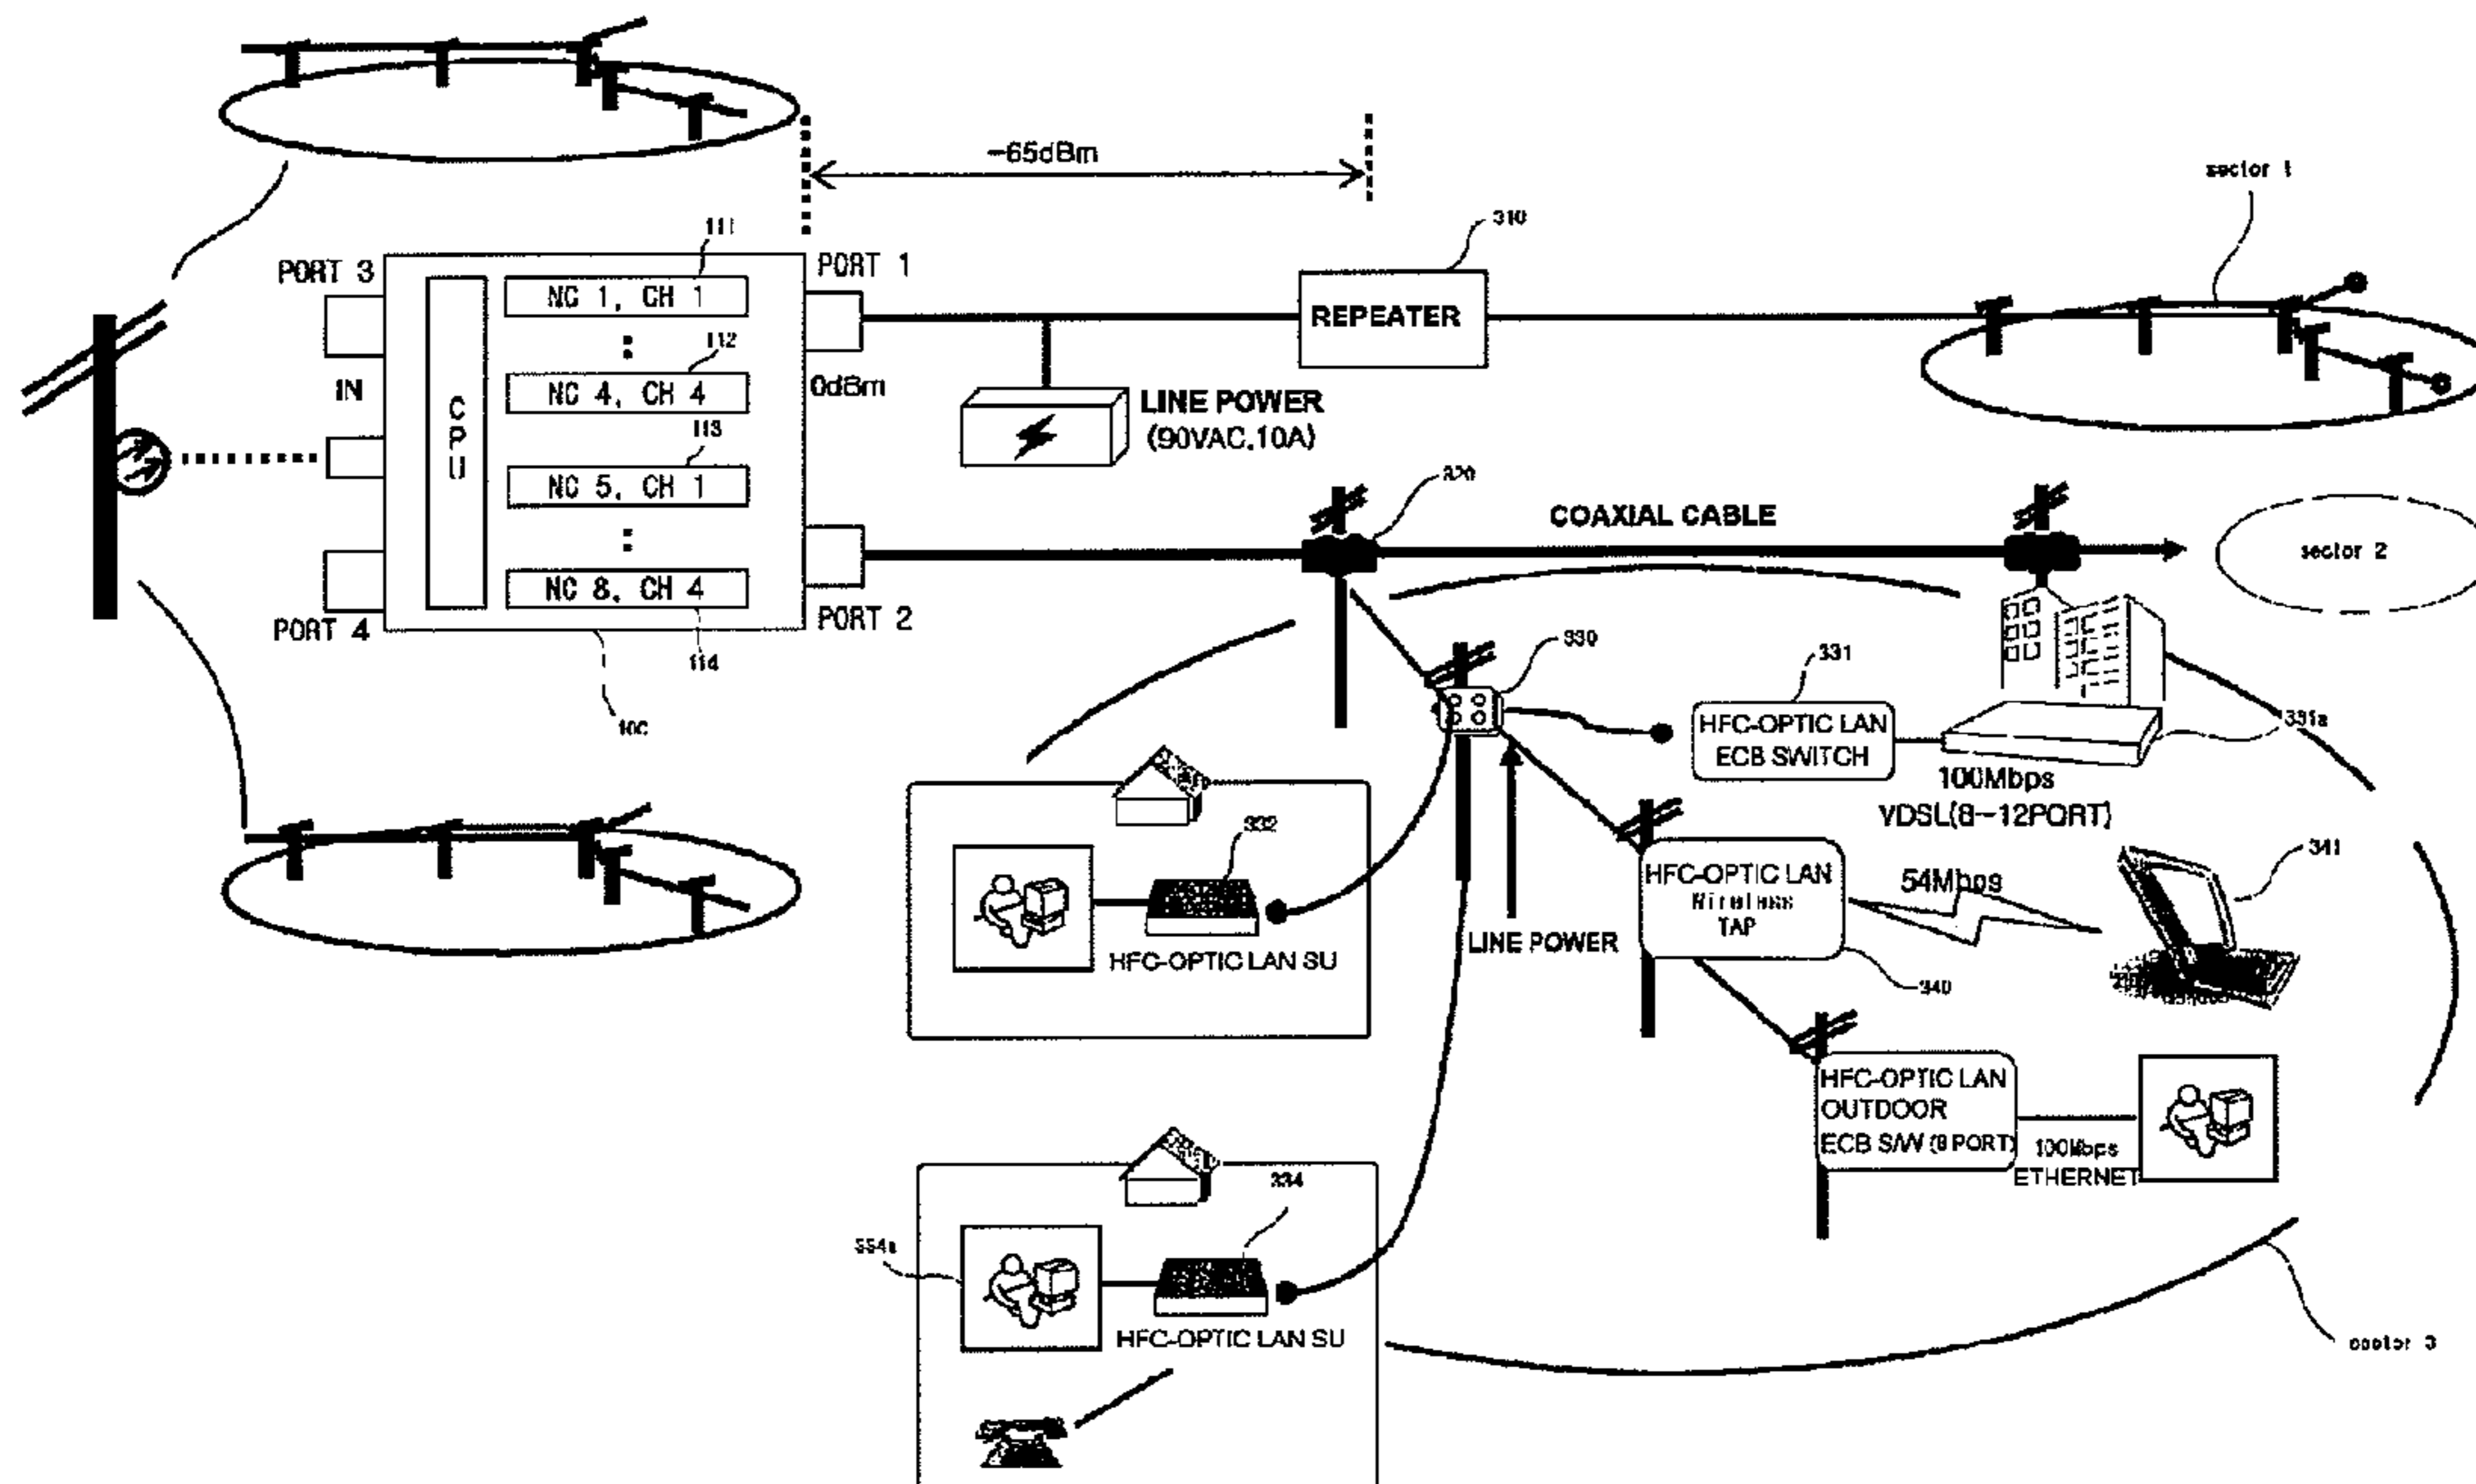 -65dBm
sector 1
111
310
PORT 3
PORT 1
NC 1, CH 1
REPEATER
112
IN
NC 4, CH 4
0dBm
LINE POWER
(90VAC.10A)
CPU
113
NC 5, CH 1
320
COAXIAL CABLE
sector 2
NC 8, CH 4
PORT 4
PORT 2
114
100
330
331
HFC-OPTIC LAN
ECB SWITCH
331a
100Mbps
VDSL(8-12PORT)
332
HFC-OPTIC LAN SU
LINE POWER
HFC-OPTIC LAN
Wireless
TAP
54Mbps
341
340
HFC-OPTIC LAN
OUTDOOR
ECB S/W (8 PORT)
100Mbps
ETHERNET
334
HFC-OPTIC LAN SU